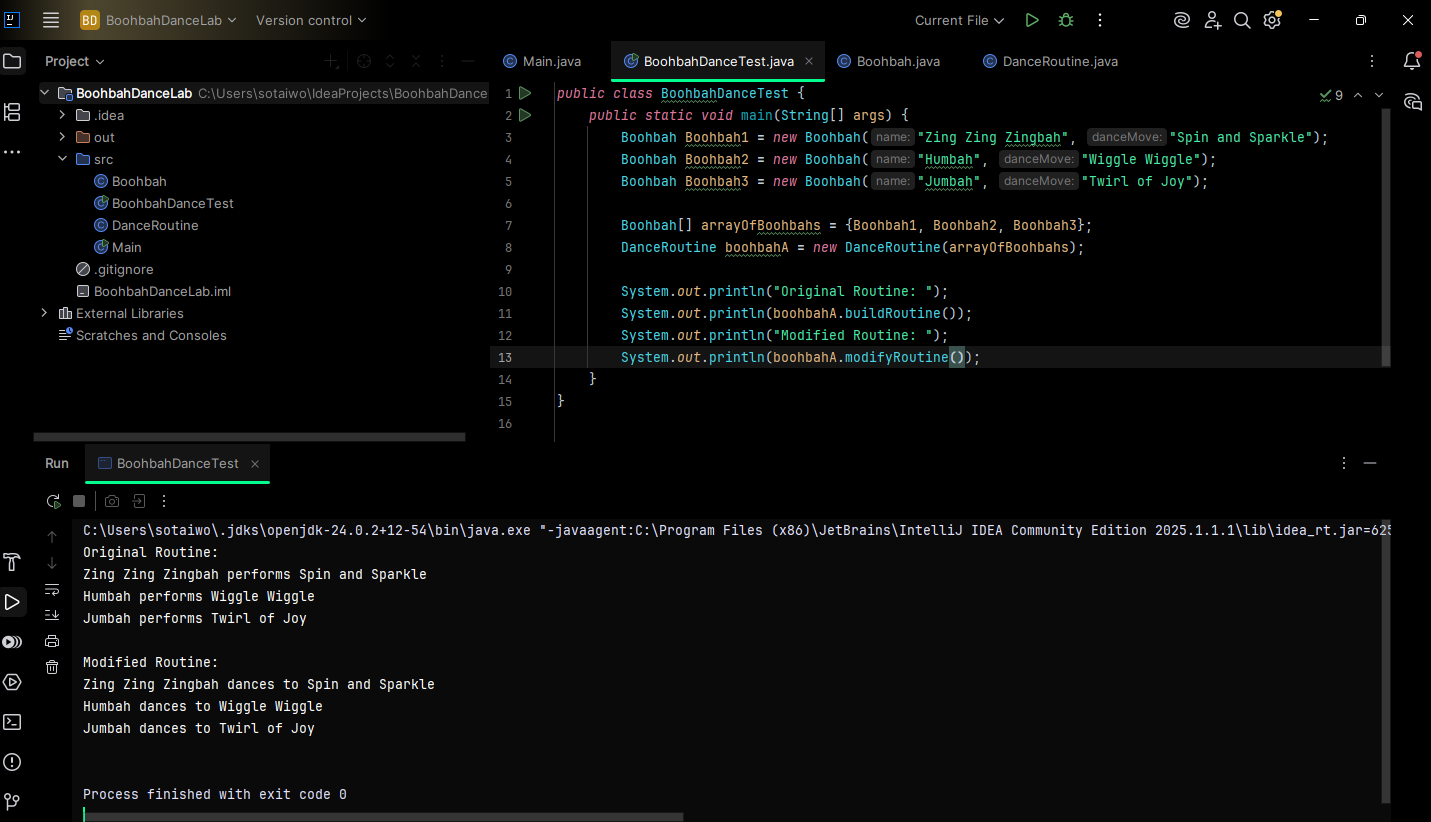 BD BoohbahDanceLab Version control Current File
Project
Main.java BoohbahDanceTest.java Boohbah.java DanceRoutine.java
BoohbahDanceLab C:\Users\sotaiwo\IdeaProjects\BoohbahDance
.idea
out
src
Boohbah
BoohbahDanceTest
DanceRoutine
Main
.gitignore
BoohbahDanceLab.iml
External Libraries
Scratches and Consoles
9
1 public class BoohbahDanceTest {
2 public static void main(String[] args) {
3 Boohbah Boohbah1 = new Boohbah( name: "Zing Zing Zingbah", danceMove: "Spin and Sparkle");
4 Boohbah Boohbah2 = new Boohbah( name: "Humbah", danceMove: "Wiggle Wiggle");
5 Boohbah Boohbah3 = new Boohbah( name: "Jumbah", danceMove: "Twirl of Joy");
6
7 Boohbah[] arrayOfBoohbahs = {Boohbah1, Boohbah2, Boohbah3};
8 DanceRoutine boohbahA = new DanceRoutine(arrayOfBoohbahs);
9
10 System.out.println("Original Routine: ");
11 System.out.println(boohbahA.buildRoutine());
12 System.out.println("Modified Routine: ");
13 System.out.println(boohbahA.modifyRoutine());
14 }
15 }
16
Run BoohbahDanceTest
C:\Users\sotaiwo\.jdks\openjdk-24.0.2+12-54\bin\java.exe "-javaagent:C:\Program Files (x86)\JetBrains\IntelliJ IDEA Community Edition 2025.1.1.1\lib\idea_rt.jar=625
Original Routine:
Zing Zing Zingbah performs Spin and Sparkle
Humbah performs Wiggle Wiggle
Jumbah performs Twirl of Joy
Modified Routine:
Zing Zing Zingbah dances to Spin and Sparkle
Humbah dances to Wiggle Wiggle
Jumbah dances to Twirl of Joy
Process finished with exit code 0